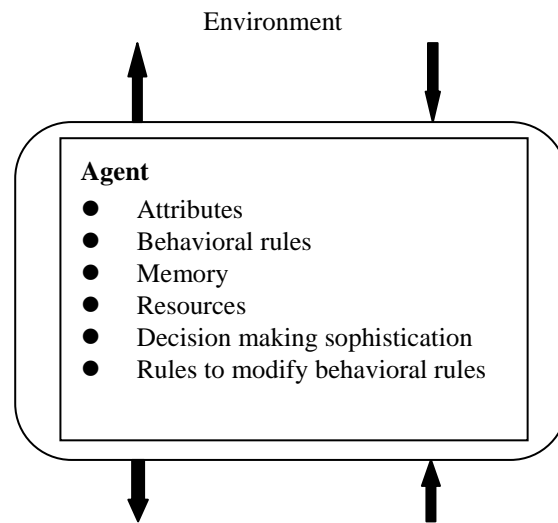 Environment
Agent
● Attributes
● Behavioral rules
● Memory
● Resources
● Decision making sophistication
● Rules to modify behavioral rules